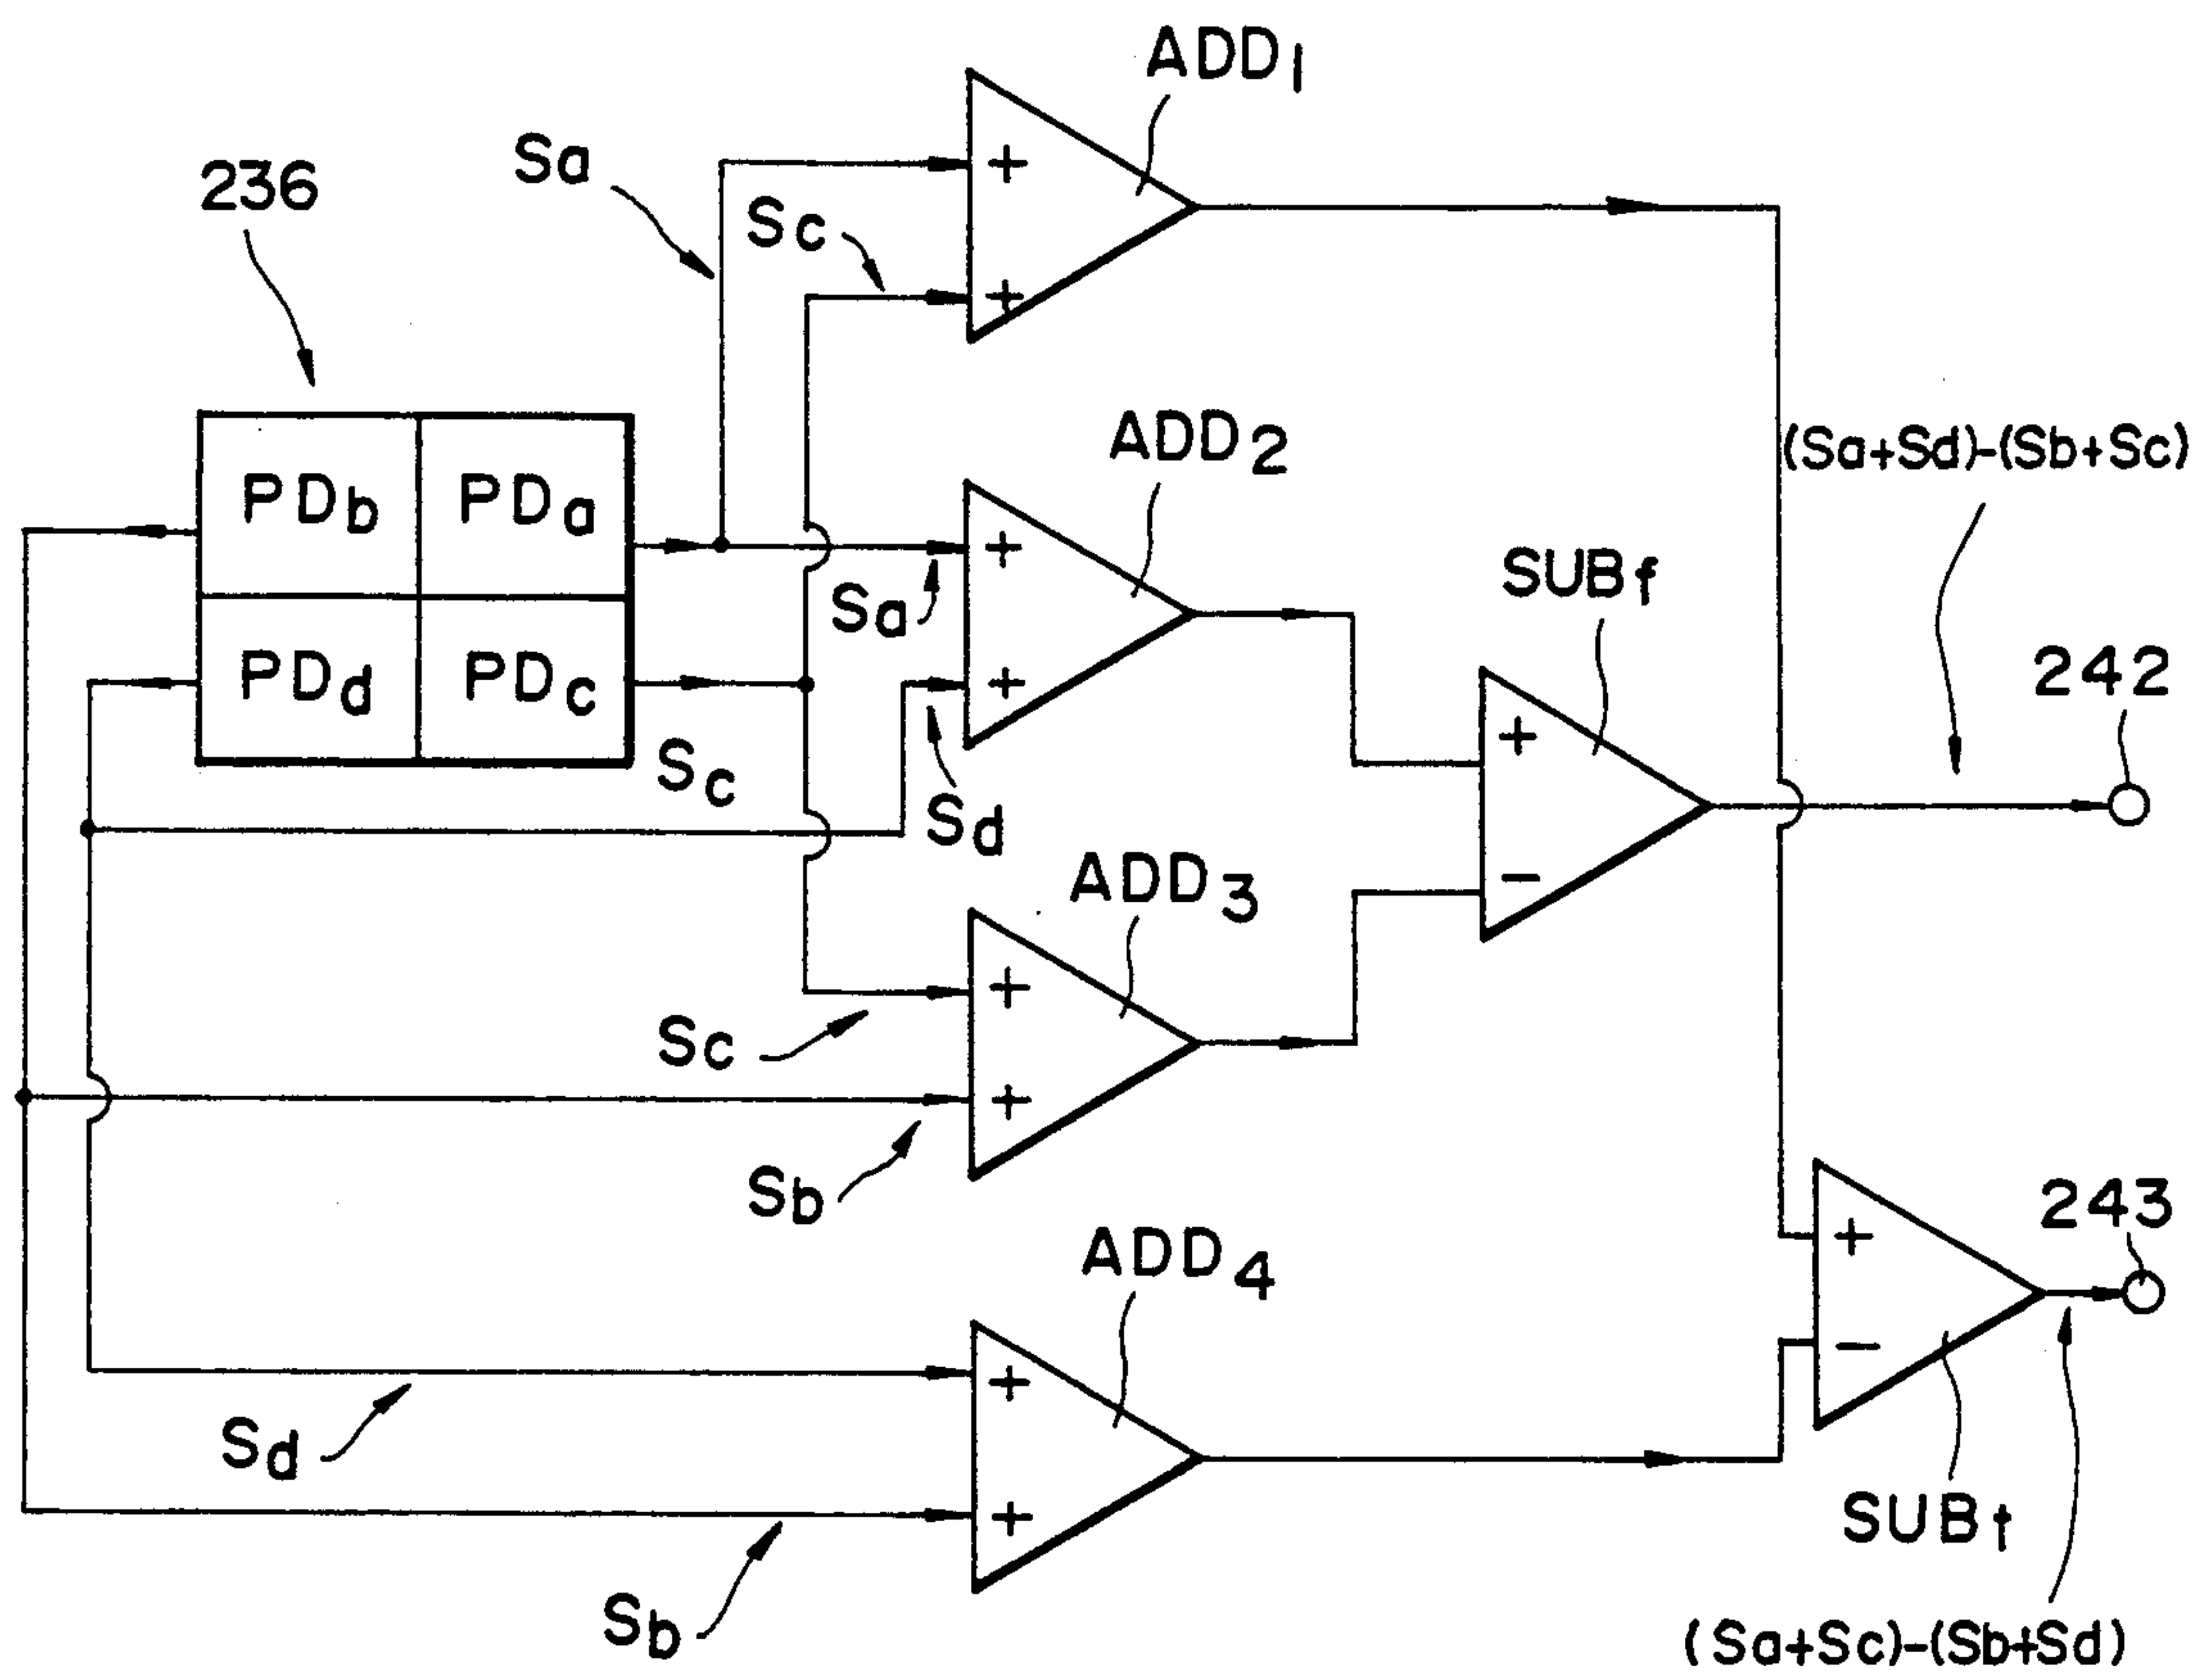 ADD1
Sa
236
Sc
+
+
ADD2
(Sa+Sd)-(Sb+Sc)
PDb
PDa
+
SUBf
Sa
242
PDd
PDc
+
Sc
+
Sd
ADD3
-
+
Sc
+
Sb
243
ADD4
+
+
-
Sd
SUBt
+
Sb
(Sa+Sc)-(Sb+Sd)